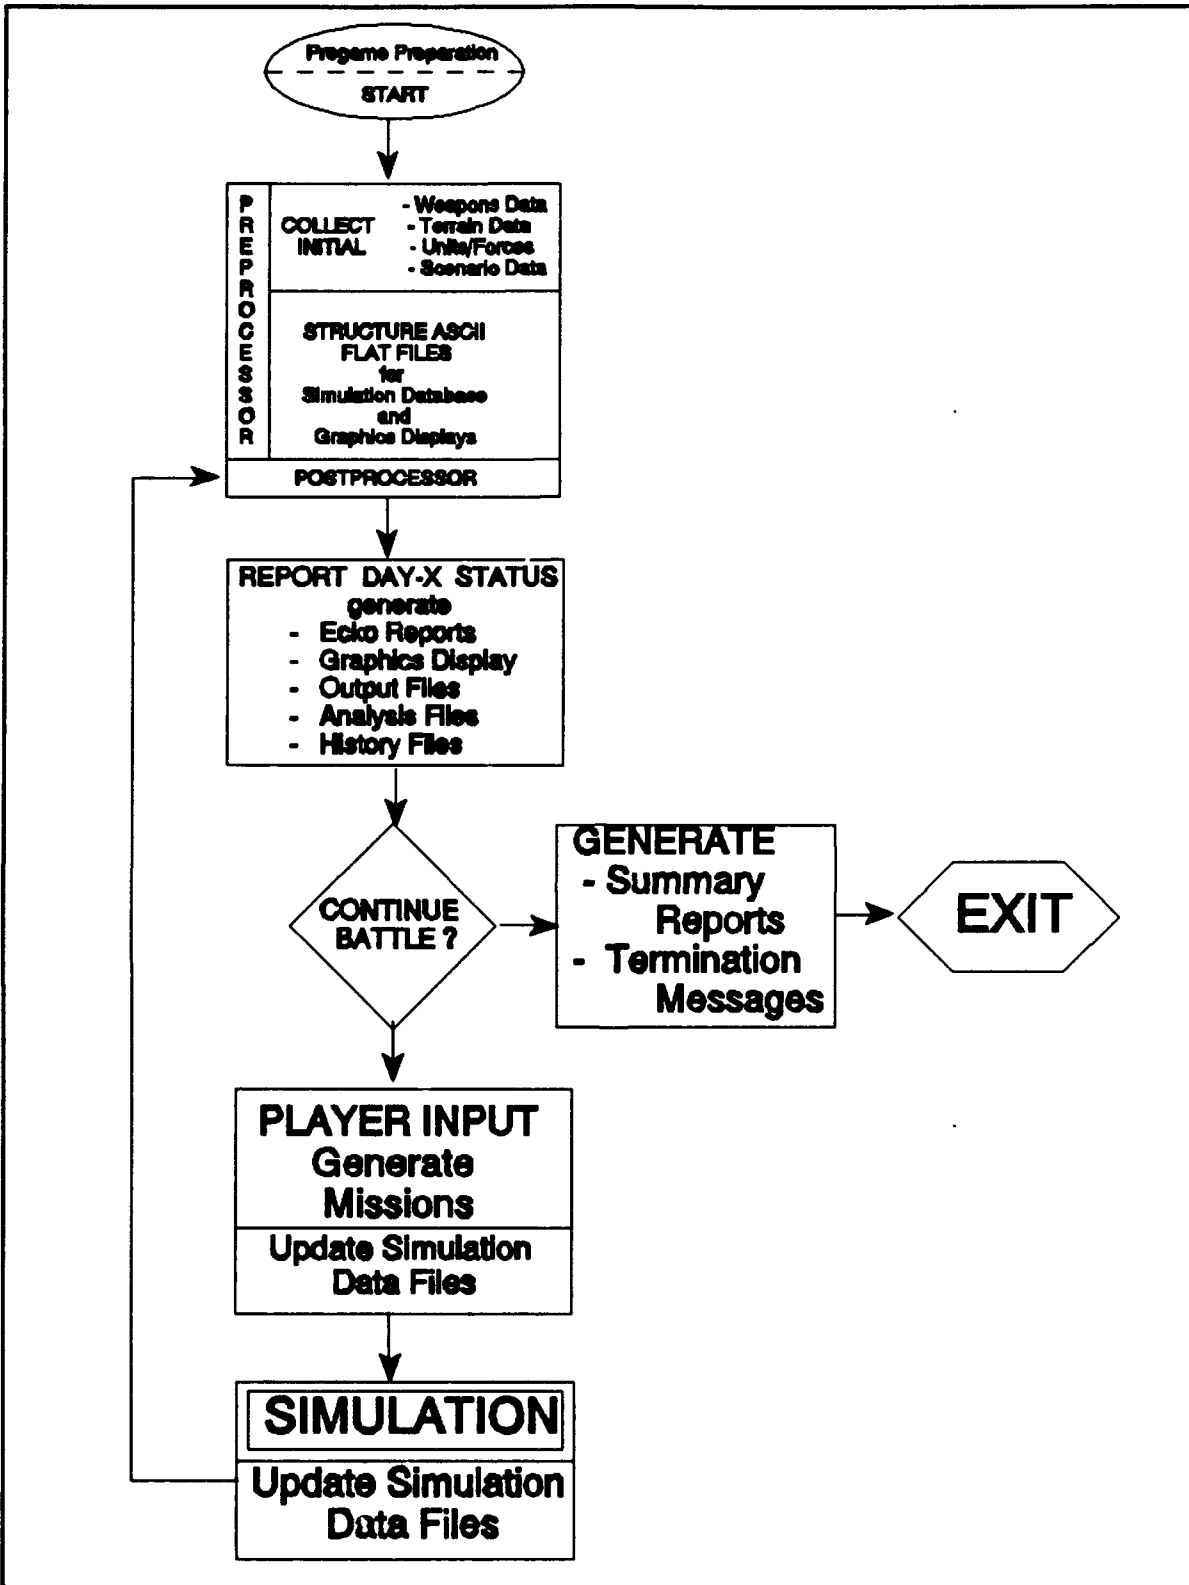 Pregame Preparation
START
PREPROCESSOR
COLLECT
INITIAL
- Weapons Data
- Terrain Data
- Units/Forces
- Scenario Data
STRUCTURE ASCII
FLAT FILES
for
Simulation Database
and
Graphics Displays
POSTPROCESSOR
REPORT DAY-X STATUS
generate
- Ecko Reports
- Graphics Display
- Output Files
- Analysis Files
- History Files
CONTINUE
BATTLE ?
GENERATE
- Summary
Reports
- Termination
Messages
EXIT
PLAYER INPUT
Generate
Missions
Update Simulation
Data Files
SIMULATION
Update Simulation
Data Files